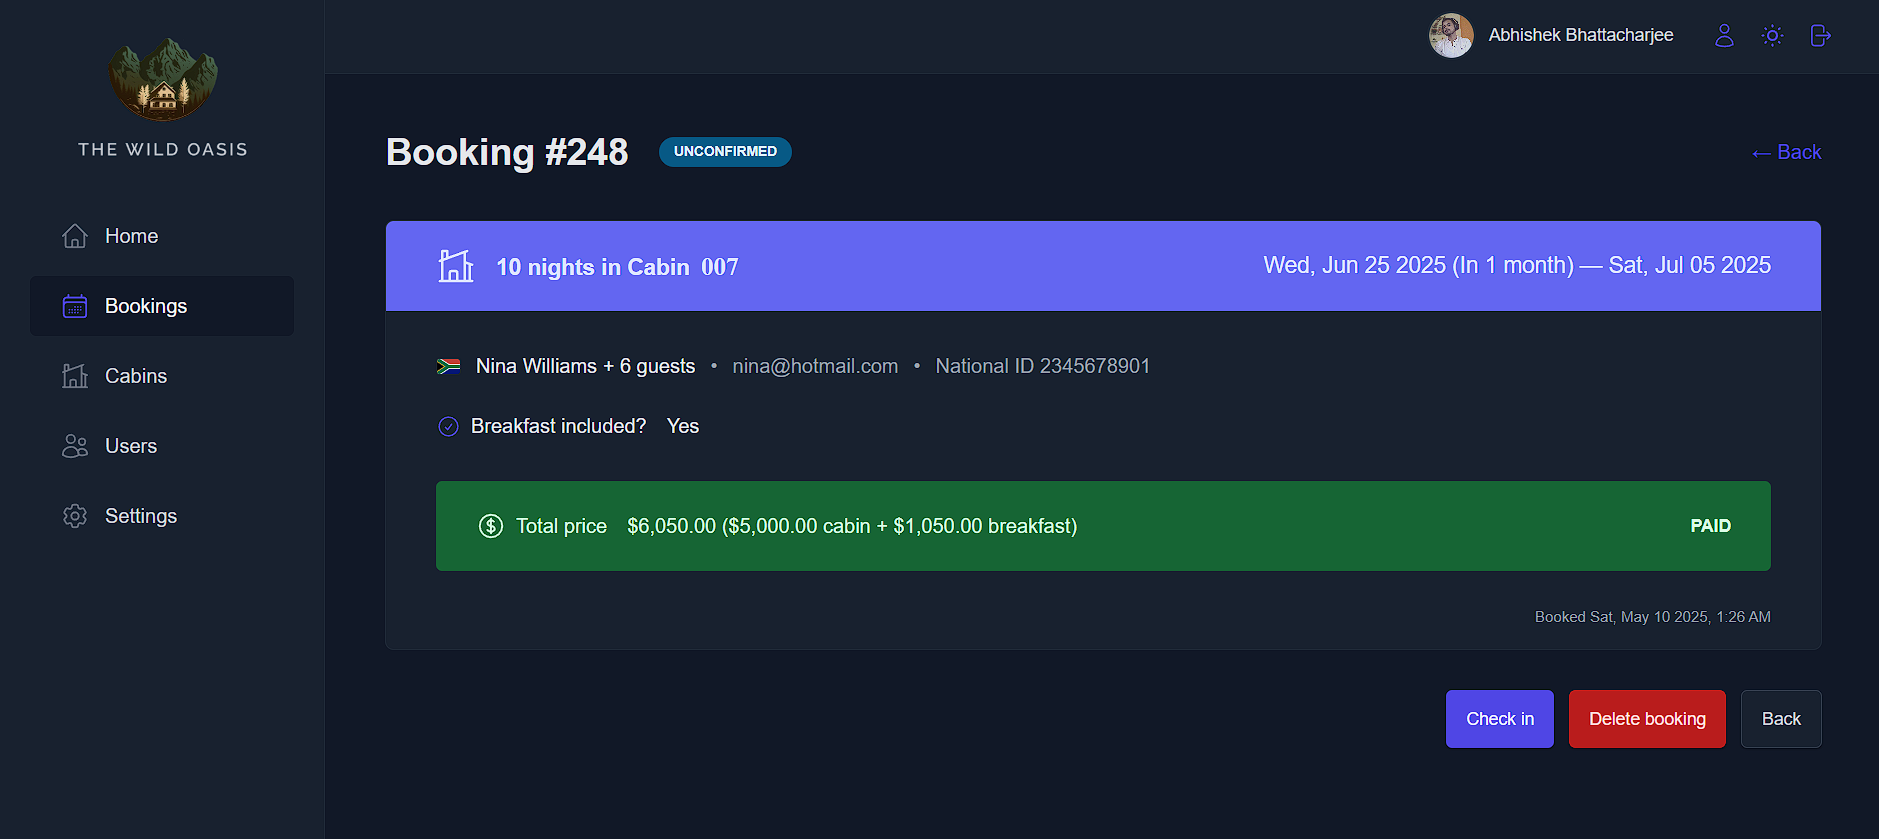 THE WILD OASIS
Home
Bookings
Cabins
Users
Settings
Abhishek Bhattacharjee
Booking #248 UNCONFIRMED
← Back
10 nights in Cabin 007 Wed, Jun 25 2025 (In 1 month) — Sat, Jul 05 2025
Nina Williams + 6 guests • nina@hotmail.com • National ID 2345678901
Breakfast included? Yes
Total price $6,050.00 ($5,000.00 cabin + $1,050.00 breakfast) PAID
Booked Sat, May 10 2025, 1:26 AM
Check in Delete booking Back